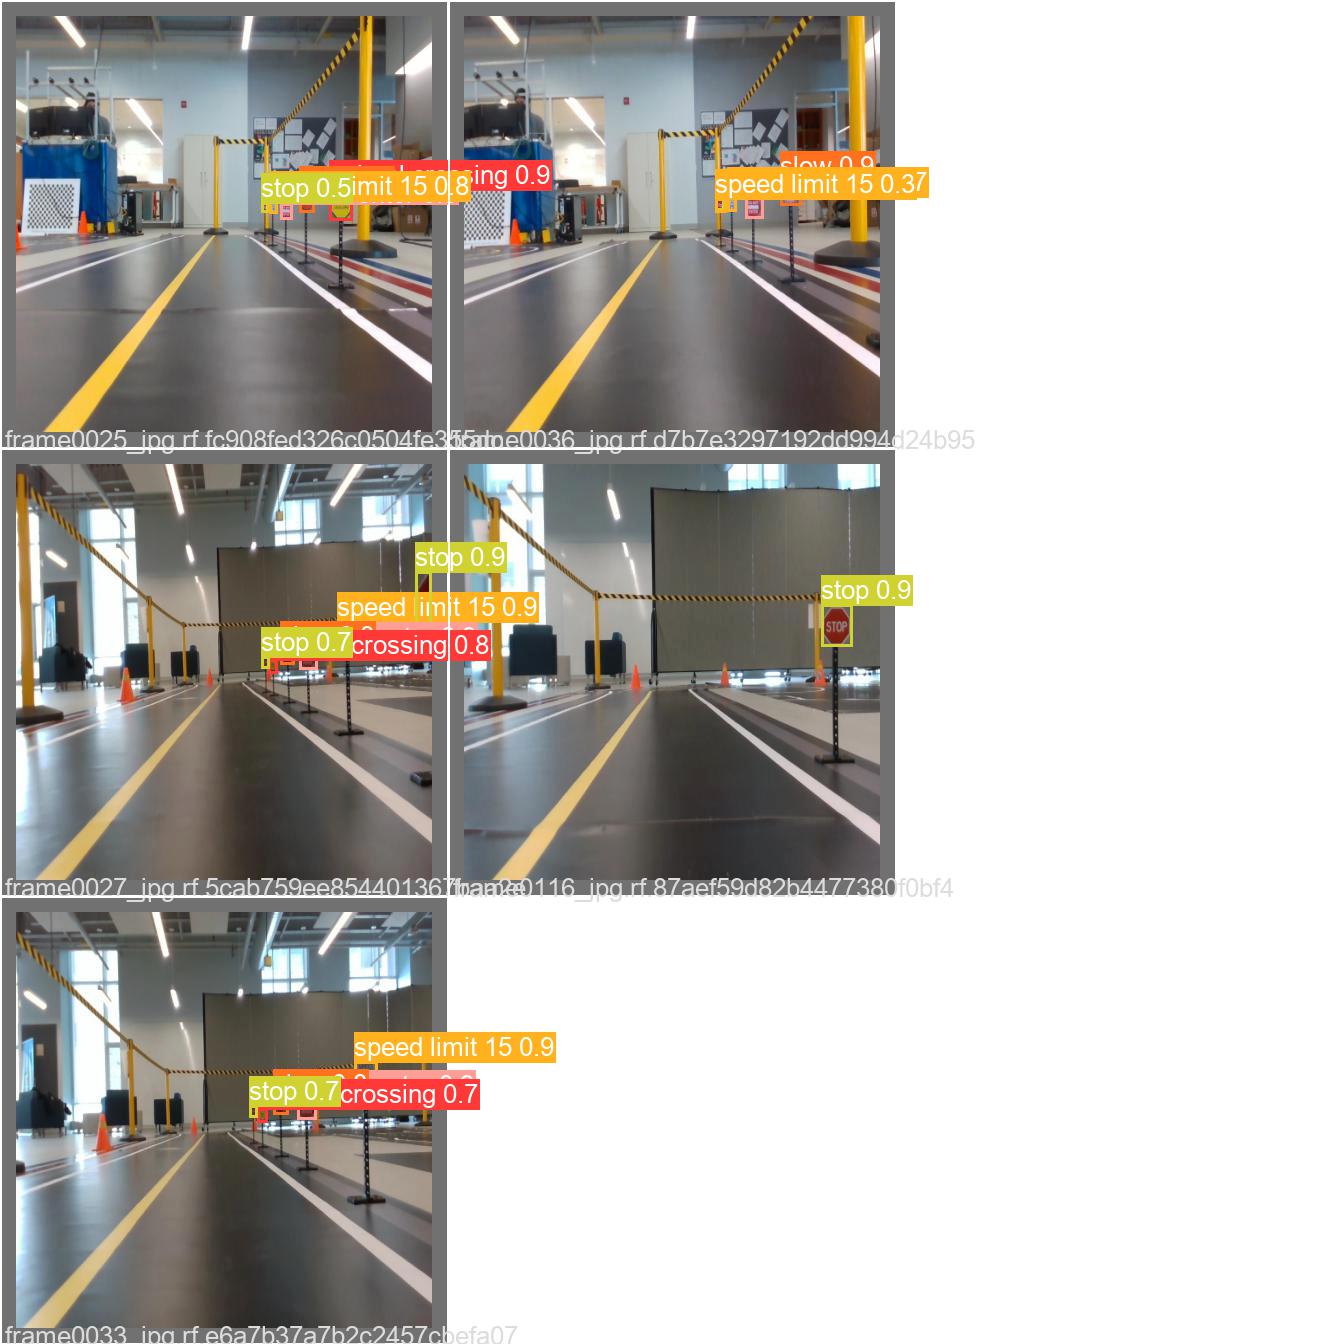 stop 0.5
limit 15 0.8
sing 0.9
slow 0.9
speed limit 15 0.37
frame0025_jpg.rf.fc908fed326c0504fe3
frame0036_jpg.rf.d7b7e3297192dd994d24b95
stop 0.9
speed limit 15 0.9
stop 0.7
crossing 0.8
stop 0.9
STOP
frame0027_jpg.rf.5cab759ee854401367
0116_jpg.rf.87aef59d82b4477380f0bf4
speed limit 15 0.9
stop 0.7
crossing 0.7
frame0033_jpg.rf.e6a7b37a7b2c2457cbefa07